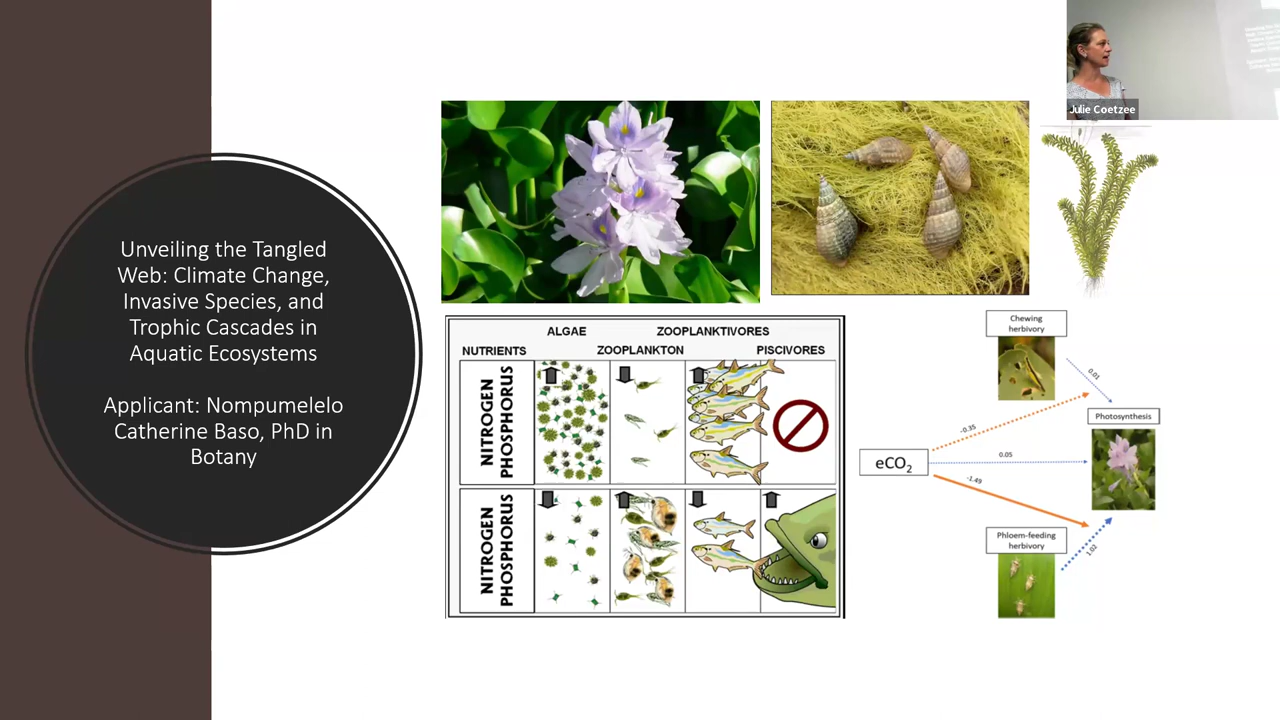 Unveiling the Tangled
Web: Climate Change,
Invasive Species, and
Trophic Cascades in
Aquatic Ecosystems
Applicant: Nompumelelo
Catherine Baso, PhD in
Botany
Julie Coetzee
ALGAE
ZOOPLANKTIVORES
NUTRIENTS
ZOOPLANKTON
PISCIVORES
NITROGEN
PHOSPHORUS
NITROGEN
PHOSPHORUS
Chewing
herbivory
0.01
Photosynthesis
-0.35
0.05
eCO₂
-1.49
Phloem-feeding
herbivory
1.02